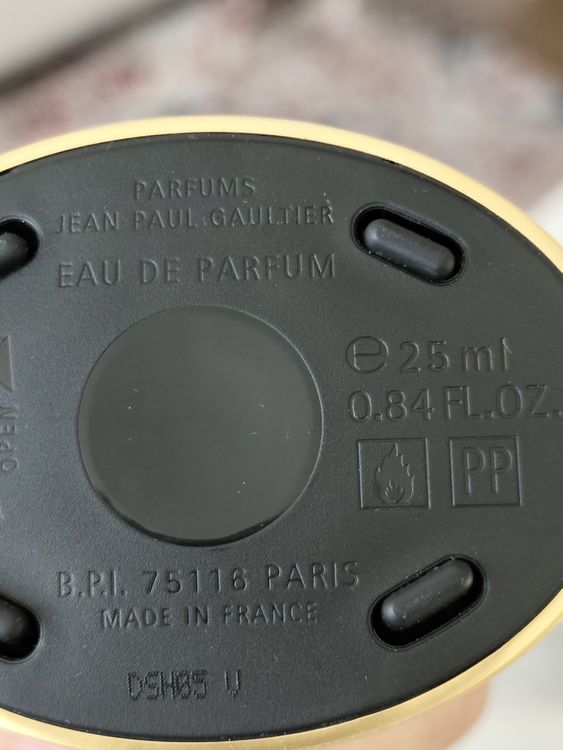 PARFUMS
JEAN PAUL GAULTIER
EAU DE PARFUM
℮ 25 ml
0.84 FL.OZ.
PP
OPEN
B.P.I. 75116 PARIS
MADE IN FRANCE
DSH05 V